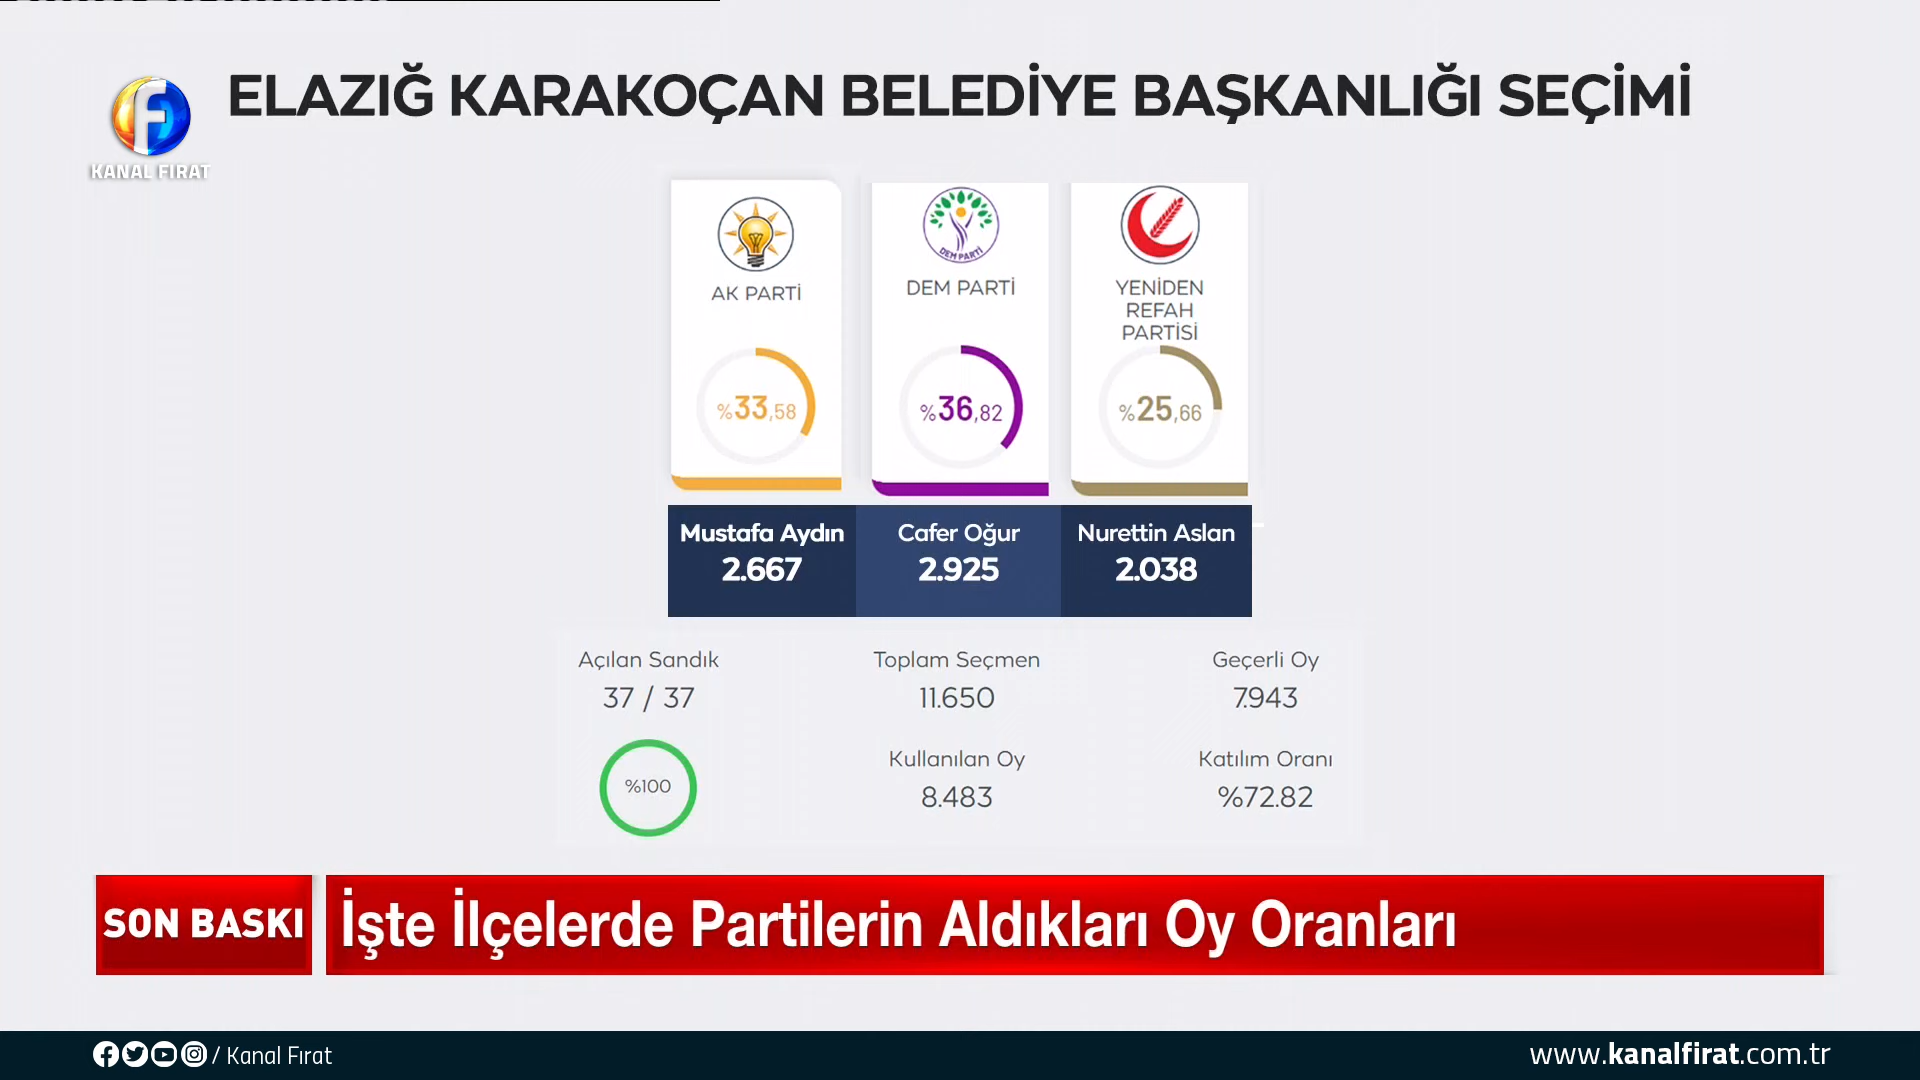 ELAZIĞ KARAKOÇAN BELEDİYE BAŞKANLIĞI SEÇİMİ
KANAL FIRAT
AK PARTİ
%33,58
DEM PARTİ
DEM PARTİ
%36,82
YENİDEN
REFAH
PARTİSİ
%25,66
Mustafa Aydın
2.667
Cafer Oğur
2.925
Nurettin Aslan
2.038
Açılan Sandık
37 / 37
%100
Toplam Seçmen
11.650
Kullanılan Oy
8.483
Geçerli Oy
7.943
Katılım Oranı
%72.82
SON BASKI
İşte İlçelerde Partilerin Aldıkları Oy Oranları
/ Kanal Fırat
www.kanalfirat.com.tr